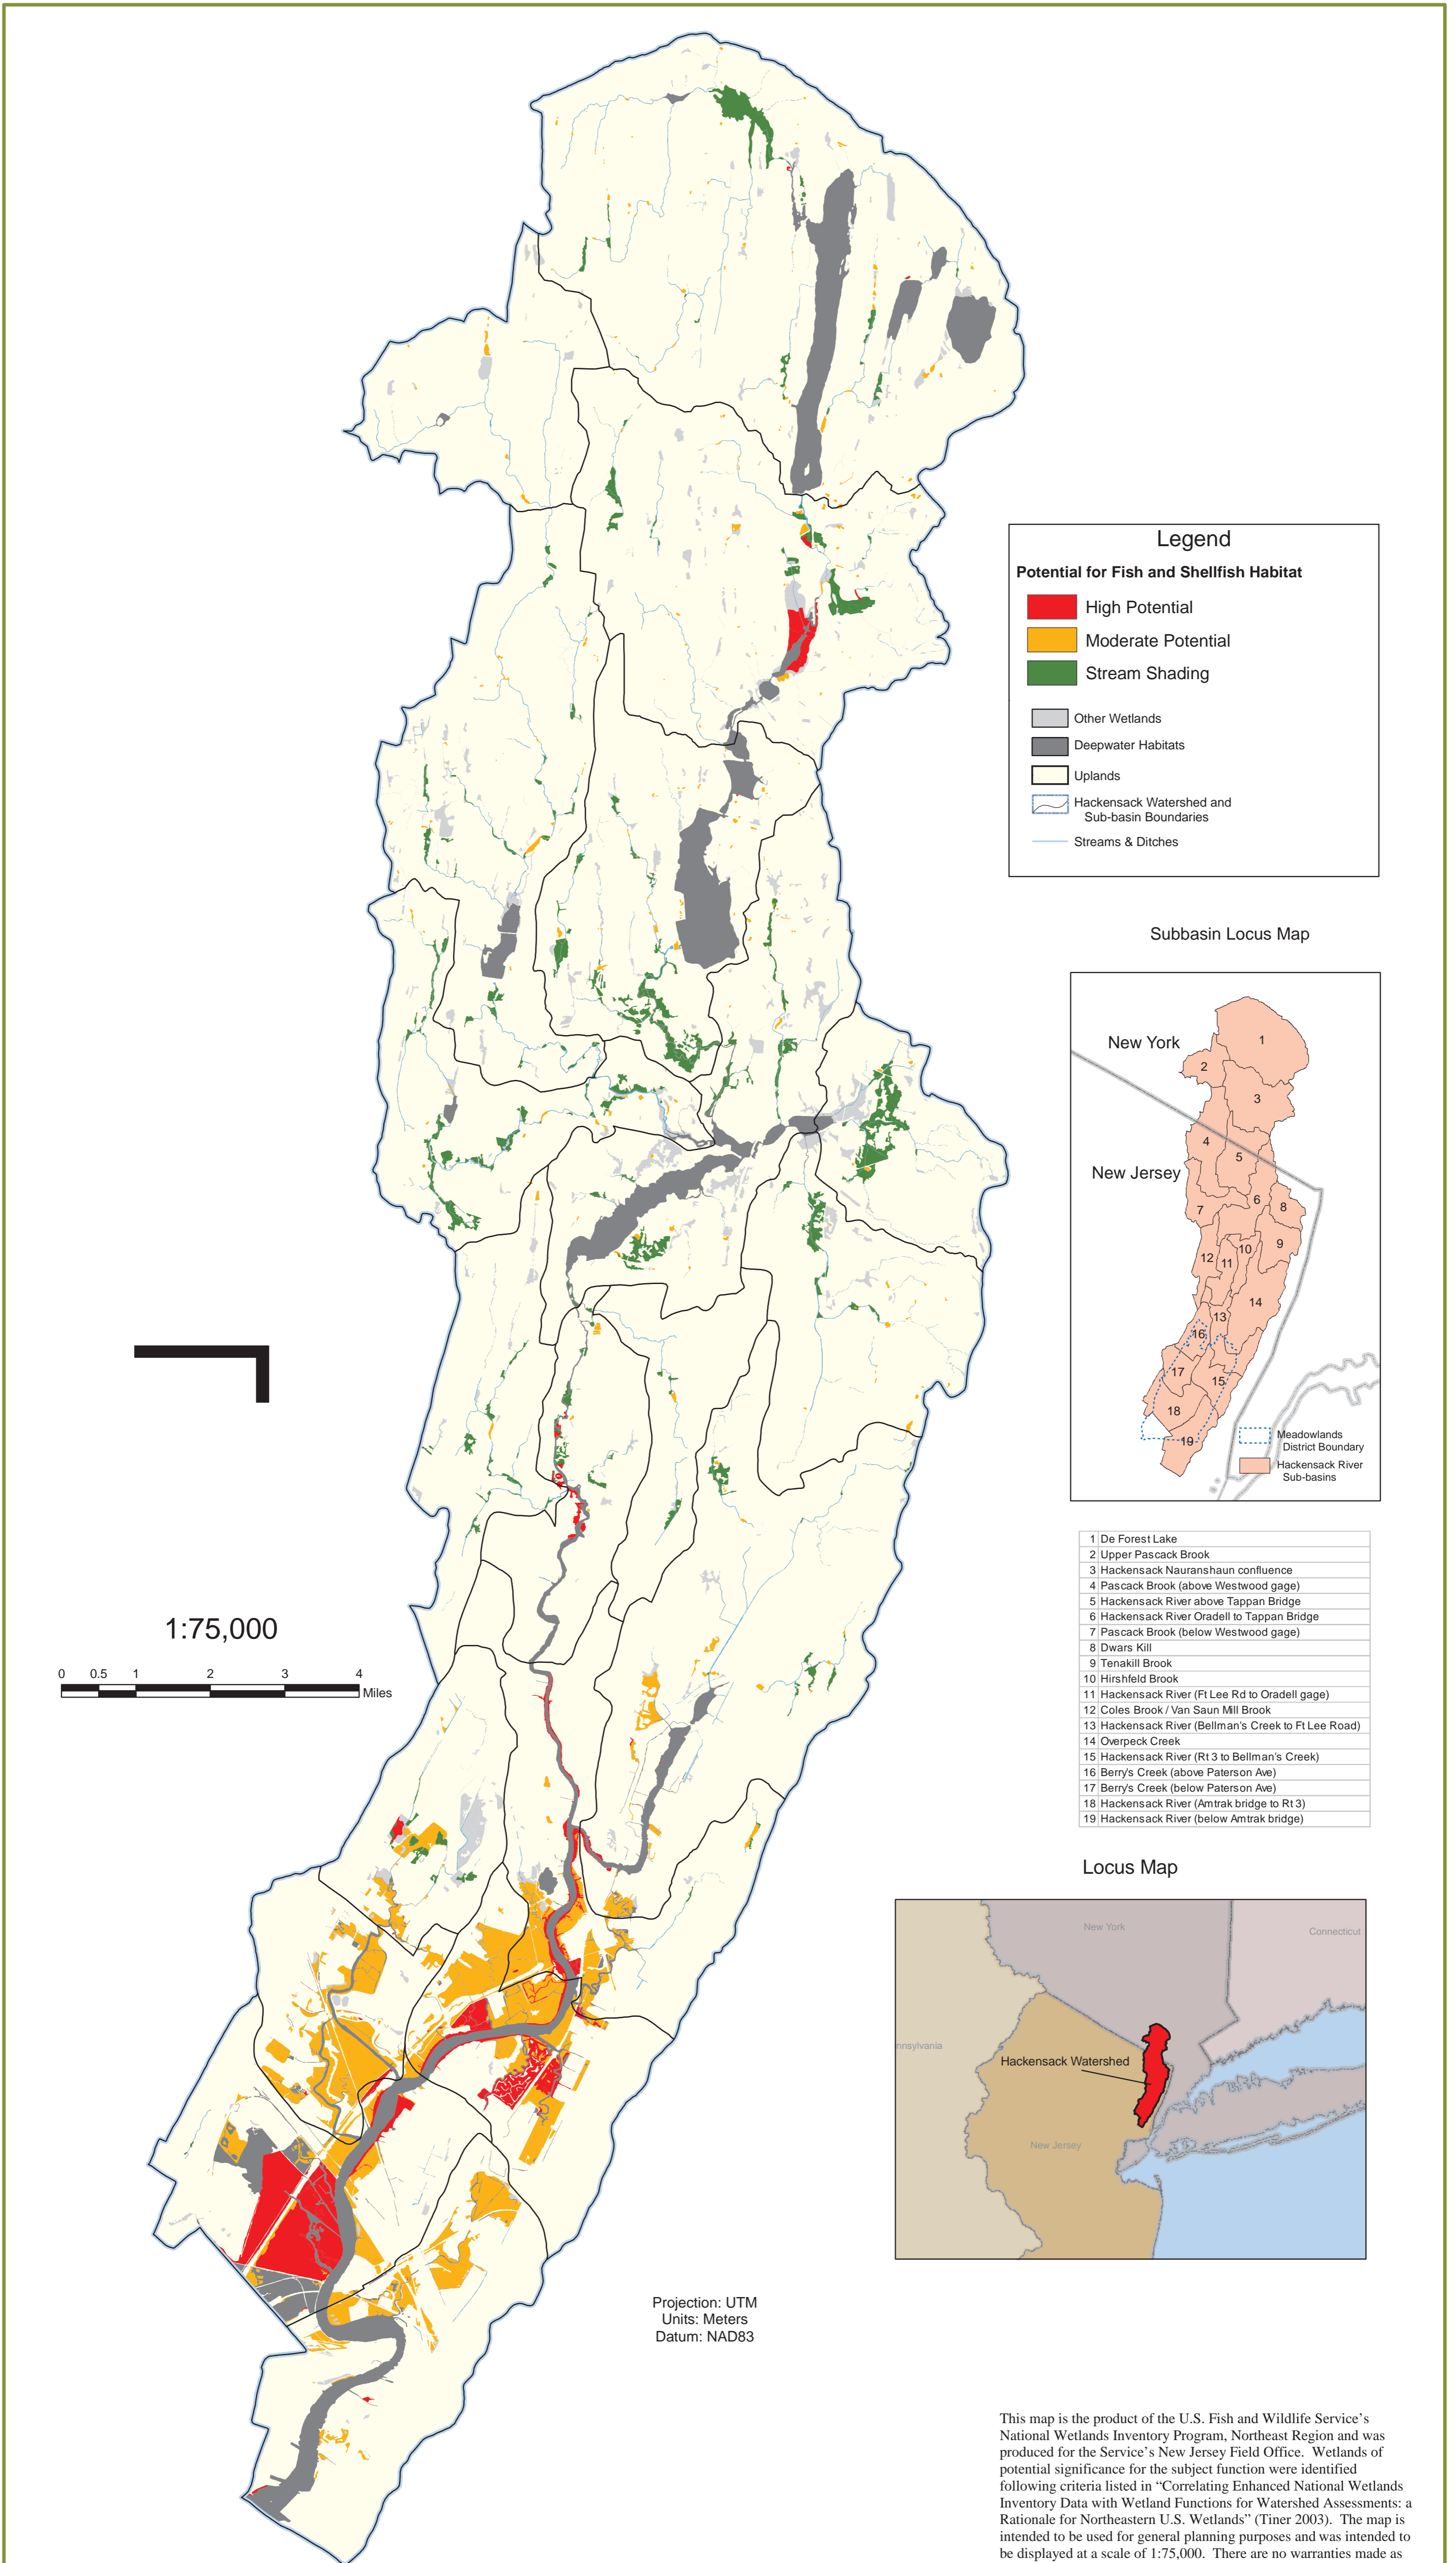 Legend
Potential for Fish and Shellfish Habitat
High Potential
Moderate Potential
Stream Shading
Other Wetlands
Deepwater Habitats
Uplands
Hackensack Watershed and
Sub-basin Boundaries
Streams & Ditches
Subbasin Locus Map
New York
New Jersey
1
2
3
4
5
6
7
8
9
10
11
12
13
14
15
16
17
18
19
Meadowlands
District Boundary
Hackensack River
Sub-basins
1 De Forest Lake
2 Upper Pascack Brook
3 Hackensack Nauranshaun confluence
4 Pascack Brook (above Westwood gage)
5 Hackensack River above Tappan Bridge
6 Hackensack River Oradell to Tappan Bridge
7 Pascack Brook (below Westwood gage)
8 Dwars Kill
9 Tenakill Brook
10 Hirshfeld Brook
11 Hackensack River (Ft Lee Rd to Oradell gage)
12 Coles Brook / Van Saun Mill Brook
13 Hackensack River (Bellman's Creek to Ft Lee Road)
14 Overpeck Creek
15 Hackensack River (Rt 3 to Bellman's Creek)
16 Berry's Creek (above Paterson Ave)
17 Berry's Creek (below Paterson Ave)
18 Hackensack River (Amtrak bridge to Rt 3)
19 Hackensack River (below Amtrak bridge)
1:75,000
0 0.5 1 2 3 4
Miles
Locus Map
New York
Connecticut
nnsylvania
Hackensack Watershed
New Jersey
Projection: UTM
Units: Meters
Datum: NAD83
This map is the product of the U.S. Fish and Wildlife Service's
National Wetlands Inventory Program, Northeast Region and was
produced for the Service's New Jersey Field Office. Wetlands of
potential significance for the subject function were identified
following criteria listed in "Correlating Enhanced National Wetlands
Inventory Data with Wetland Functions for Watershed Assessments: a
Rationale for Northeastern U.S. Wetlands" (Tiner 2003). The map is
intended to be used for general planning purposes and was intended to
be displayed at a scale of 1:75,000. There are no warranties made as